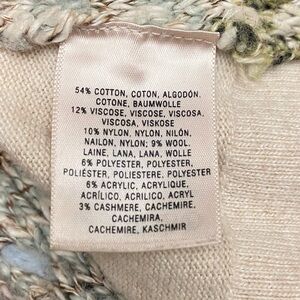 54% COTTON, COTON, ALGODÓN.
COTONE, BAUMWOLLE
12% VISCOSE, VISCOSE, VISCOSA.
VISCOSA, VISKOSE
10% NYLON, NYLON, NILÓN,
NAILON, NYLON; 9% WOOL.
LAINE, LANA, LANA, WOLLE
6% POLYESTER, POLYESTER,
POLIÉSTER, POLIESTERE, POLYESTER
6% ACRYLIC, ACRYLIQUE,
ACRÍLICO, ACRILICO, ACRYL
3% CASHMERE, CACHEMIRE,
CACHEMIRA,
CACHEMIRE, KASCHMIR